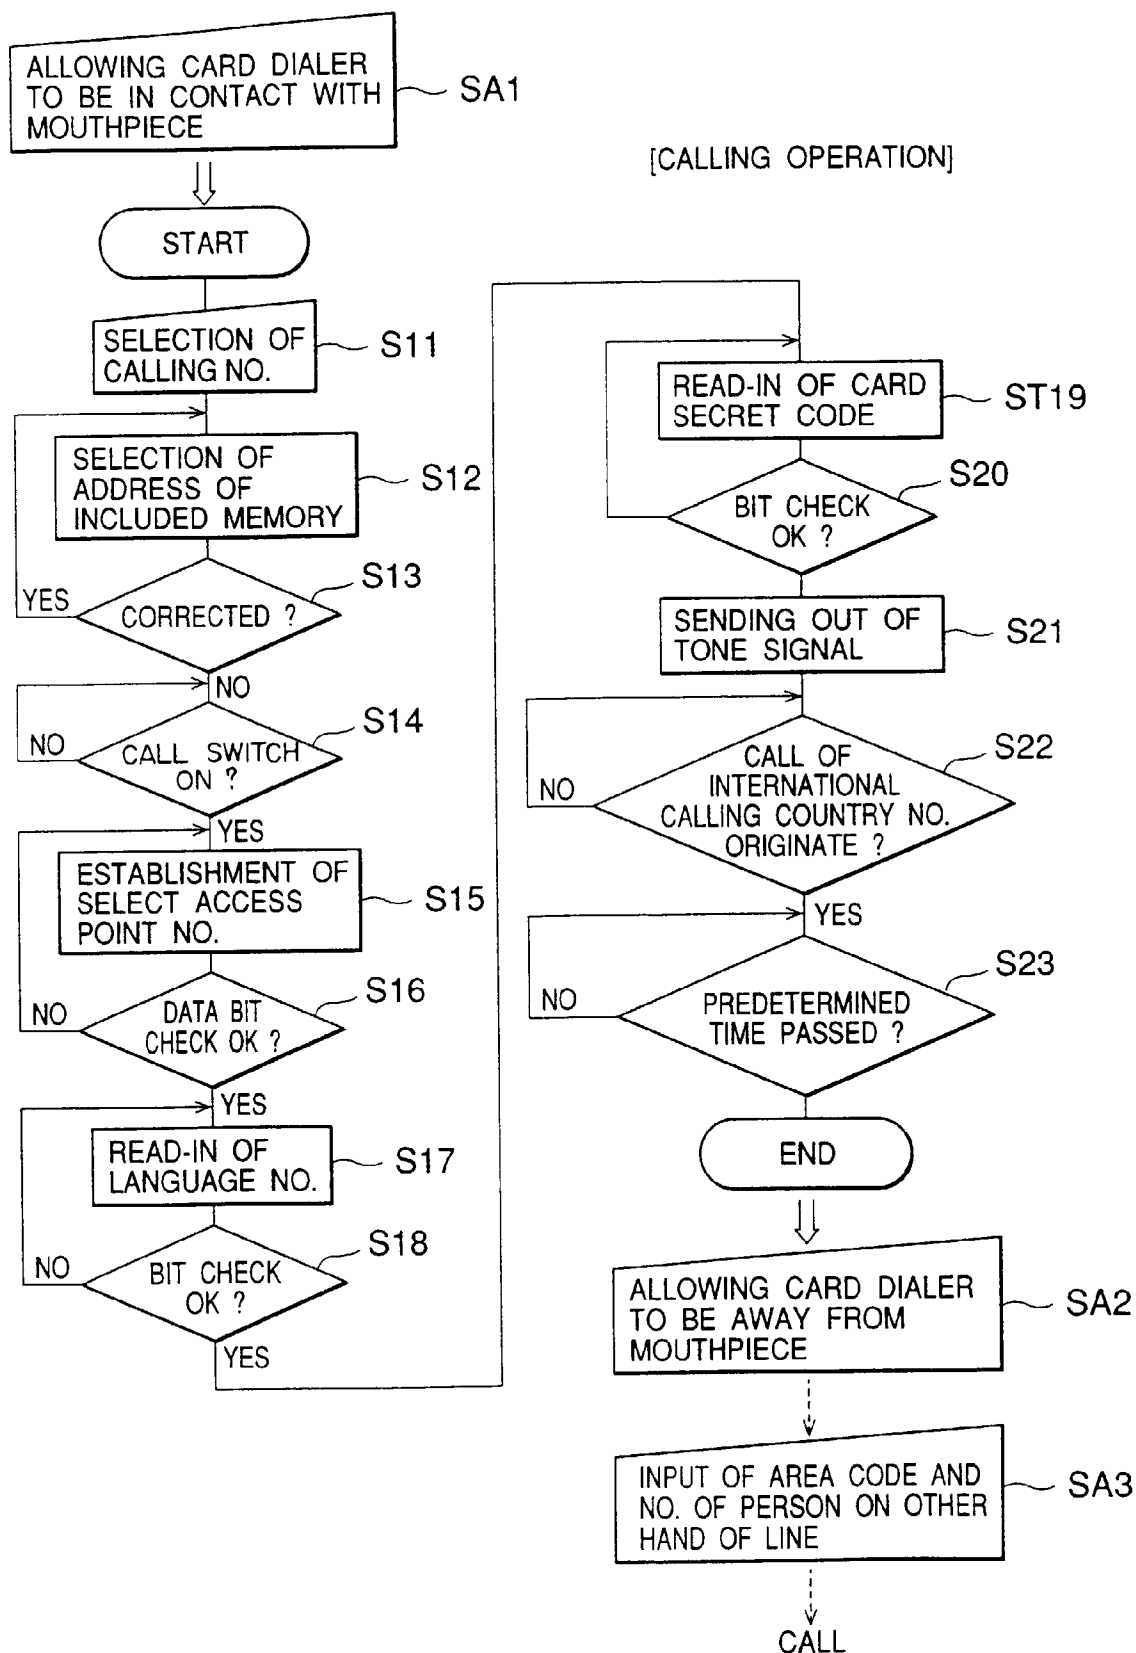 ALLOWING CARD DIALER
TO BE IN CONTACT WITH
MOUTHPIECE
SA1
[CALLING OPERATION]
START
SELECTION OF
CALLING NO.
S11
SELECTION OF
ADDRESS OF
INCLUDED MEMORY
S12
CORRECTED ?
S13
YES
NO
CALL SWITCH
ON ?
S14
NO
YES
ESTABLISHMENT OF
SELECT ACCESS
POINT NO.
S15
DATA BIT
CHECK OK ?
S16
NO
YES
READ-IN OF
LANGUAGE NO.
S17
BIT CHECK
OK ?
S18
NO
YES
READ-IN OF CARD
SECRET CODE
ST19
BIT CHECK
OK ?
S20
SENDING OUT OF
TONE SIGNAL
S21
CALL OF
INTERNATIONAL
CALLING COUNTRY NO.
ORIGINATE ?
S22
NO
YES
PREDETERMINED
TIME PASSED ?
S23
NO
END
ALLOWING CARD DIALER
TO BE AWAY FROM
MOUTHPIECE
SA2
INPUT OF AREA CODE AND
NO. OF PERSON ON OTHER
HAND OF LINE
SA3
CALL